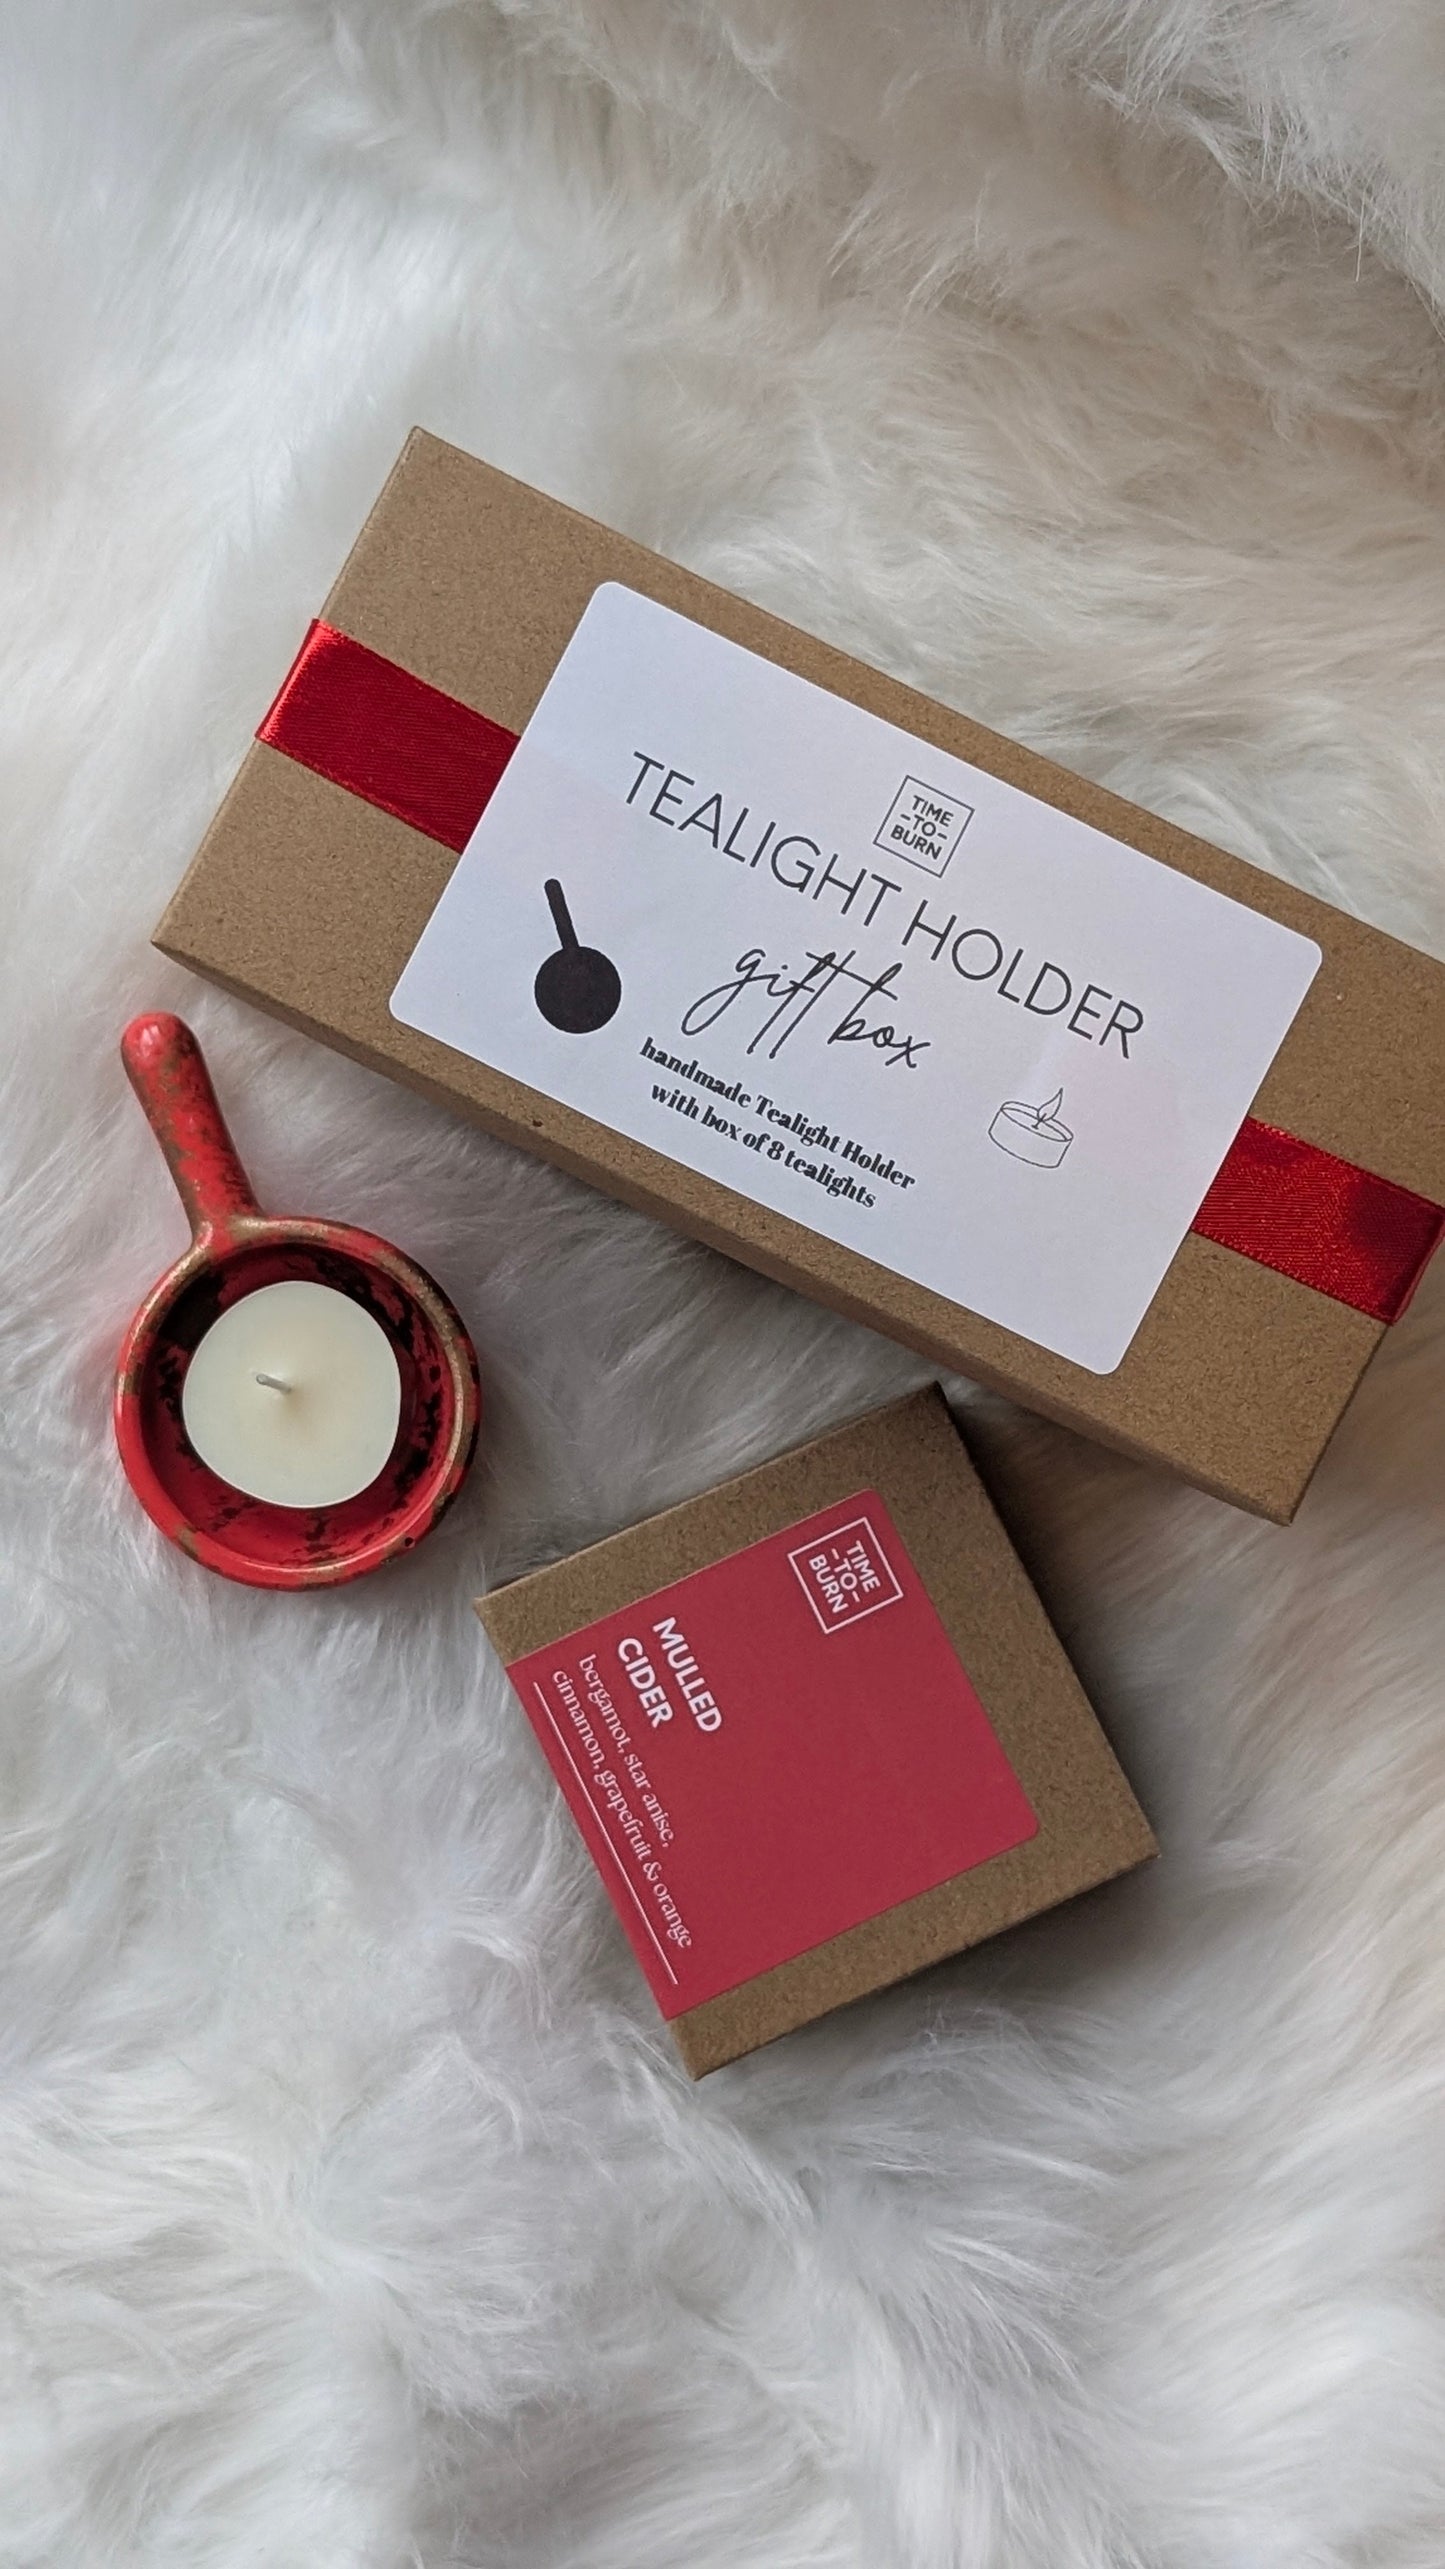 TIME
-TO-
BURN
TEALIGHT HOLDER
gift box
handmade Tealight Holder
with box of 8 tealights
TIME
-TO-
BURN
MULLED
CIDER
bergamot, star anise,
cinnamon, grapefruit & orange